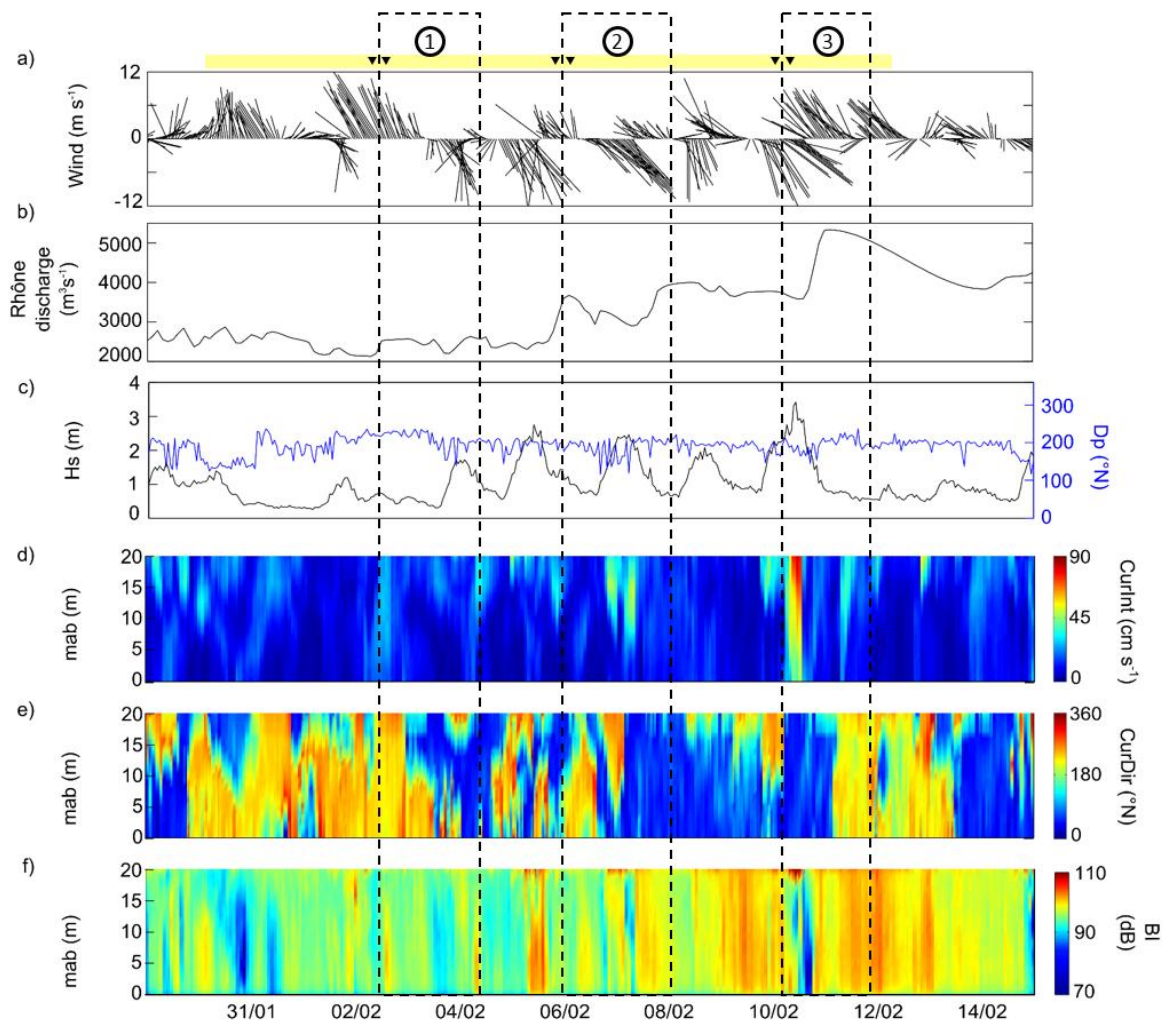 1 2 3
a)
12
0
-12
Wind (m s-1)
b)
5000
4000
3000
2000
Rhône
discharge
(m³s-1)
c)
4
3
2
1
0
Hs (m)
300
200
100
0
Dp (°N)
d)
20
15
10
5
0
mab (m)
90
45
0
CurInt (cm s-1)
e)
20
15
10
5
0
mab (m)
360
180
0
CurDir (°N)
f)
20
15
10
5
0
mab (m)
110
90
70
BI
(dB)
31/01 02/02 04/02 06/02 08/02 10/02 12/02 14/02